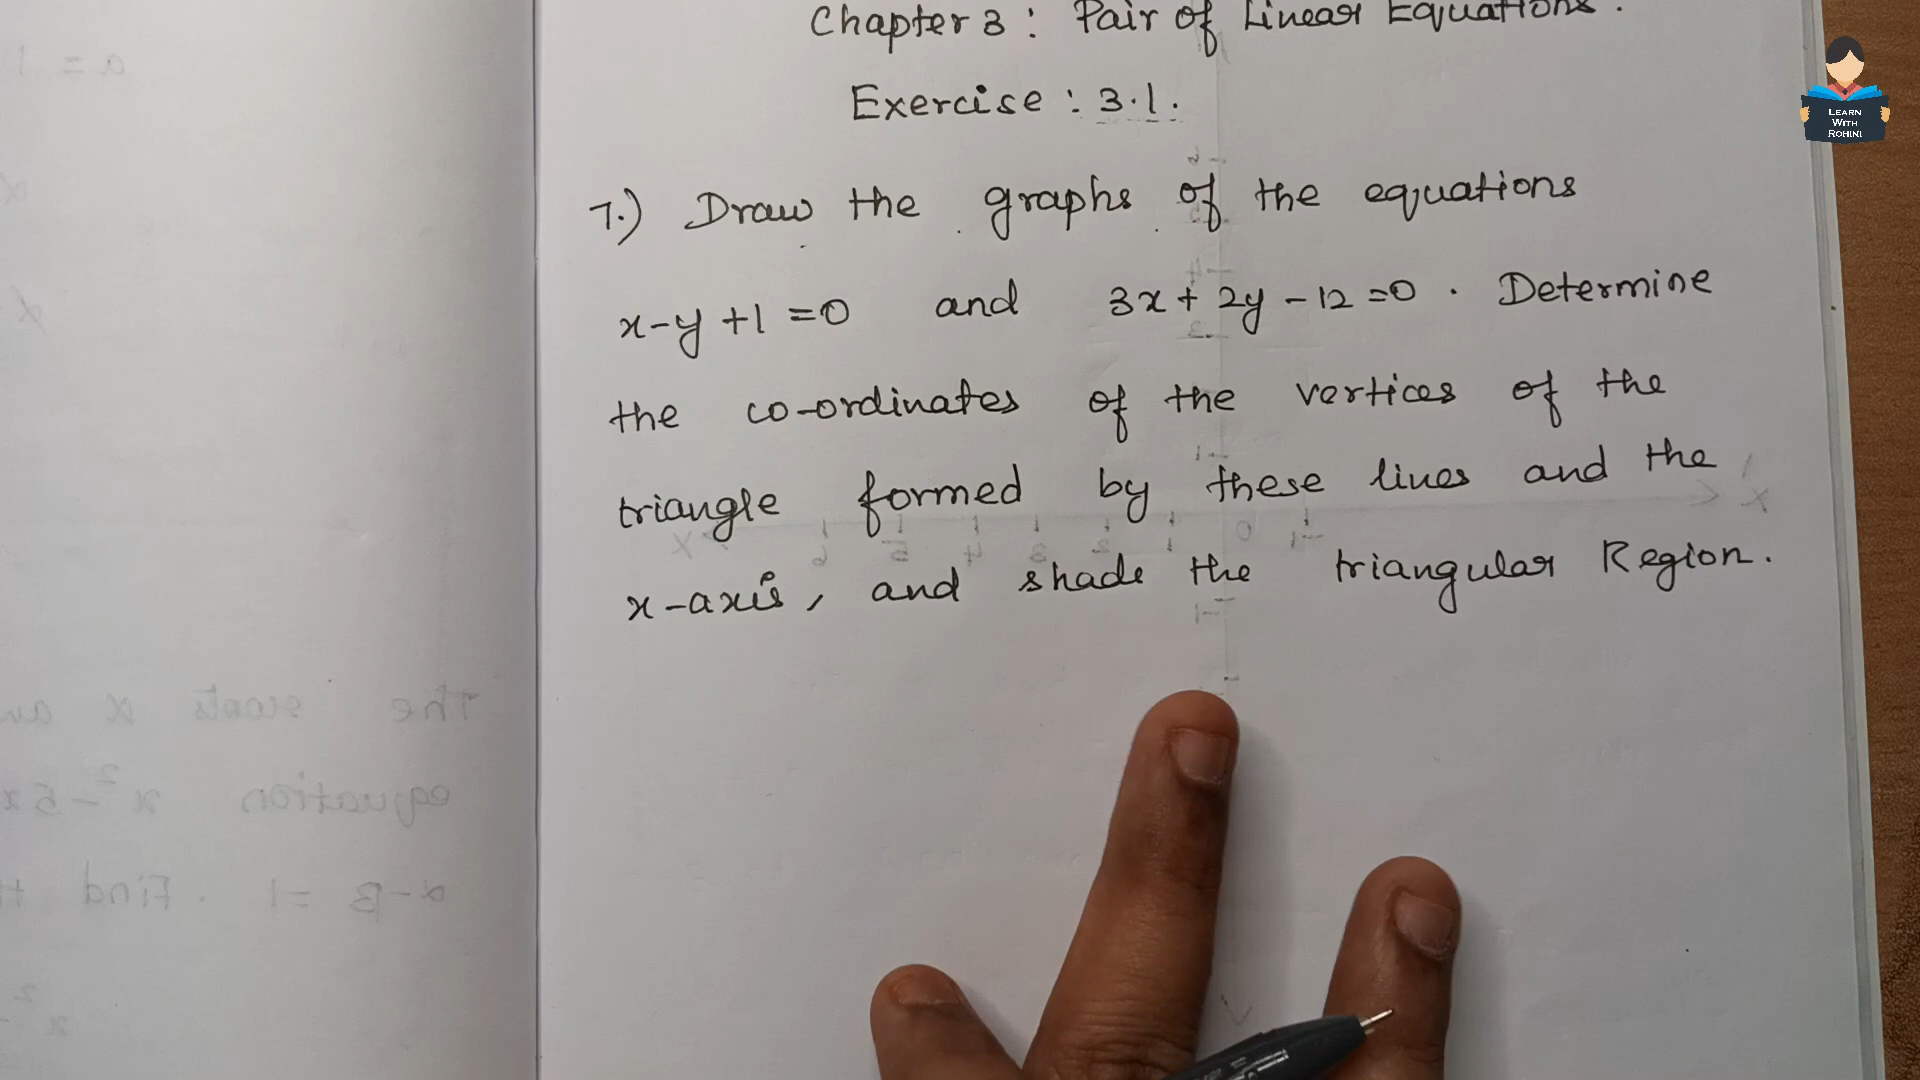 Chapter 3 : Pair of Linear Equations.
Exercise : 3.1.
7.) Draw the graphs of the equations
x-y+1=0 and 3x+2y-12=0. Determine
the co-ordinates of the vertices of the
triangle formed by these lines and the
x-axis, and shade the triangular Region.
LEARN
WITH
ROHINI